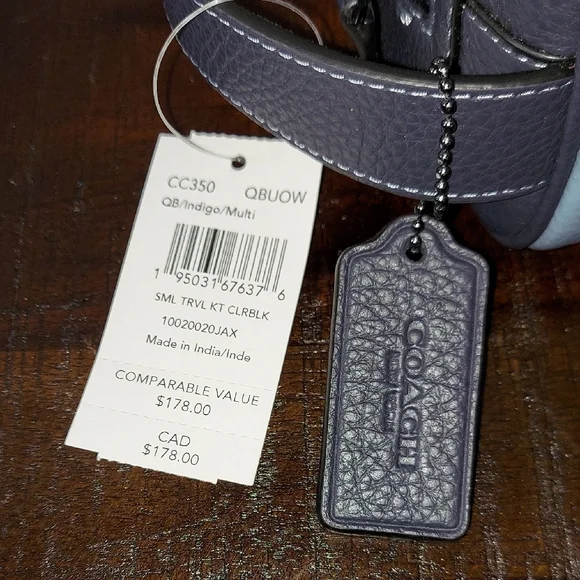 CC350 QBUOW
QB/Indigo/Multi
1 95031 67637 6
SML TRVL KT CLRBLK
10020020JAX
Made in India/Inde
COMPARABLE VALUE
$178.00
CAD
$178.00
COACH